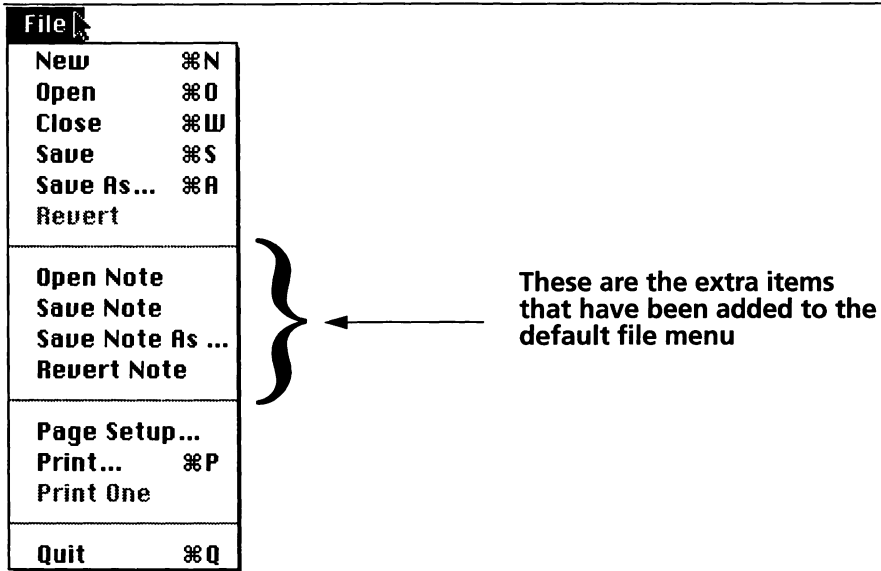 File
New ⌘N
Open ⌘O
Close ⌘W
Save ⌘S
Save As... ⌘A
Revert
Open Note
Save Note
Save Note As ...
Revert Note
Page Setup...
Print... ⌘P
Print One
Quit ⌘Q
These are the extra items
that have been added to the
default file menu